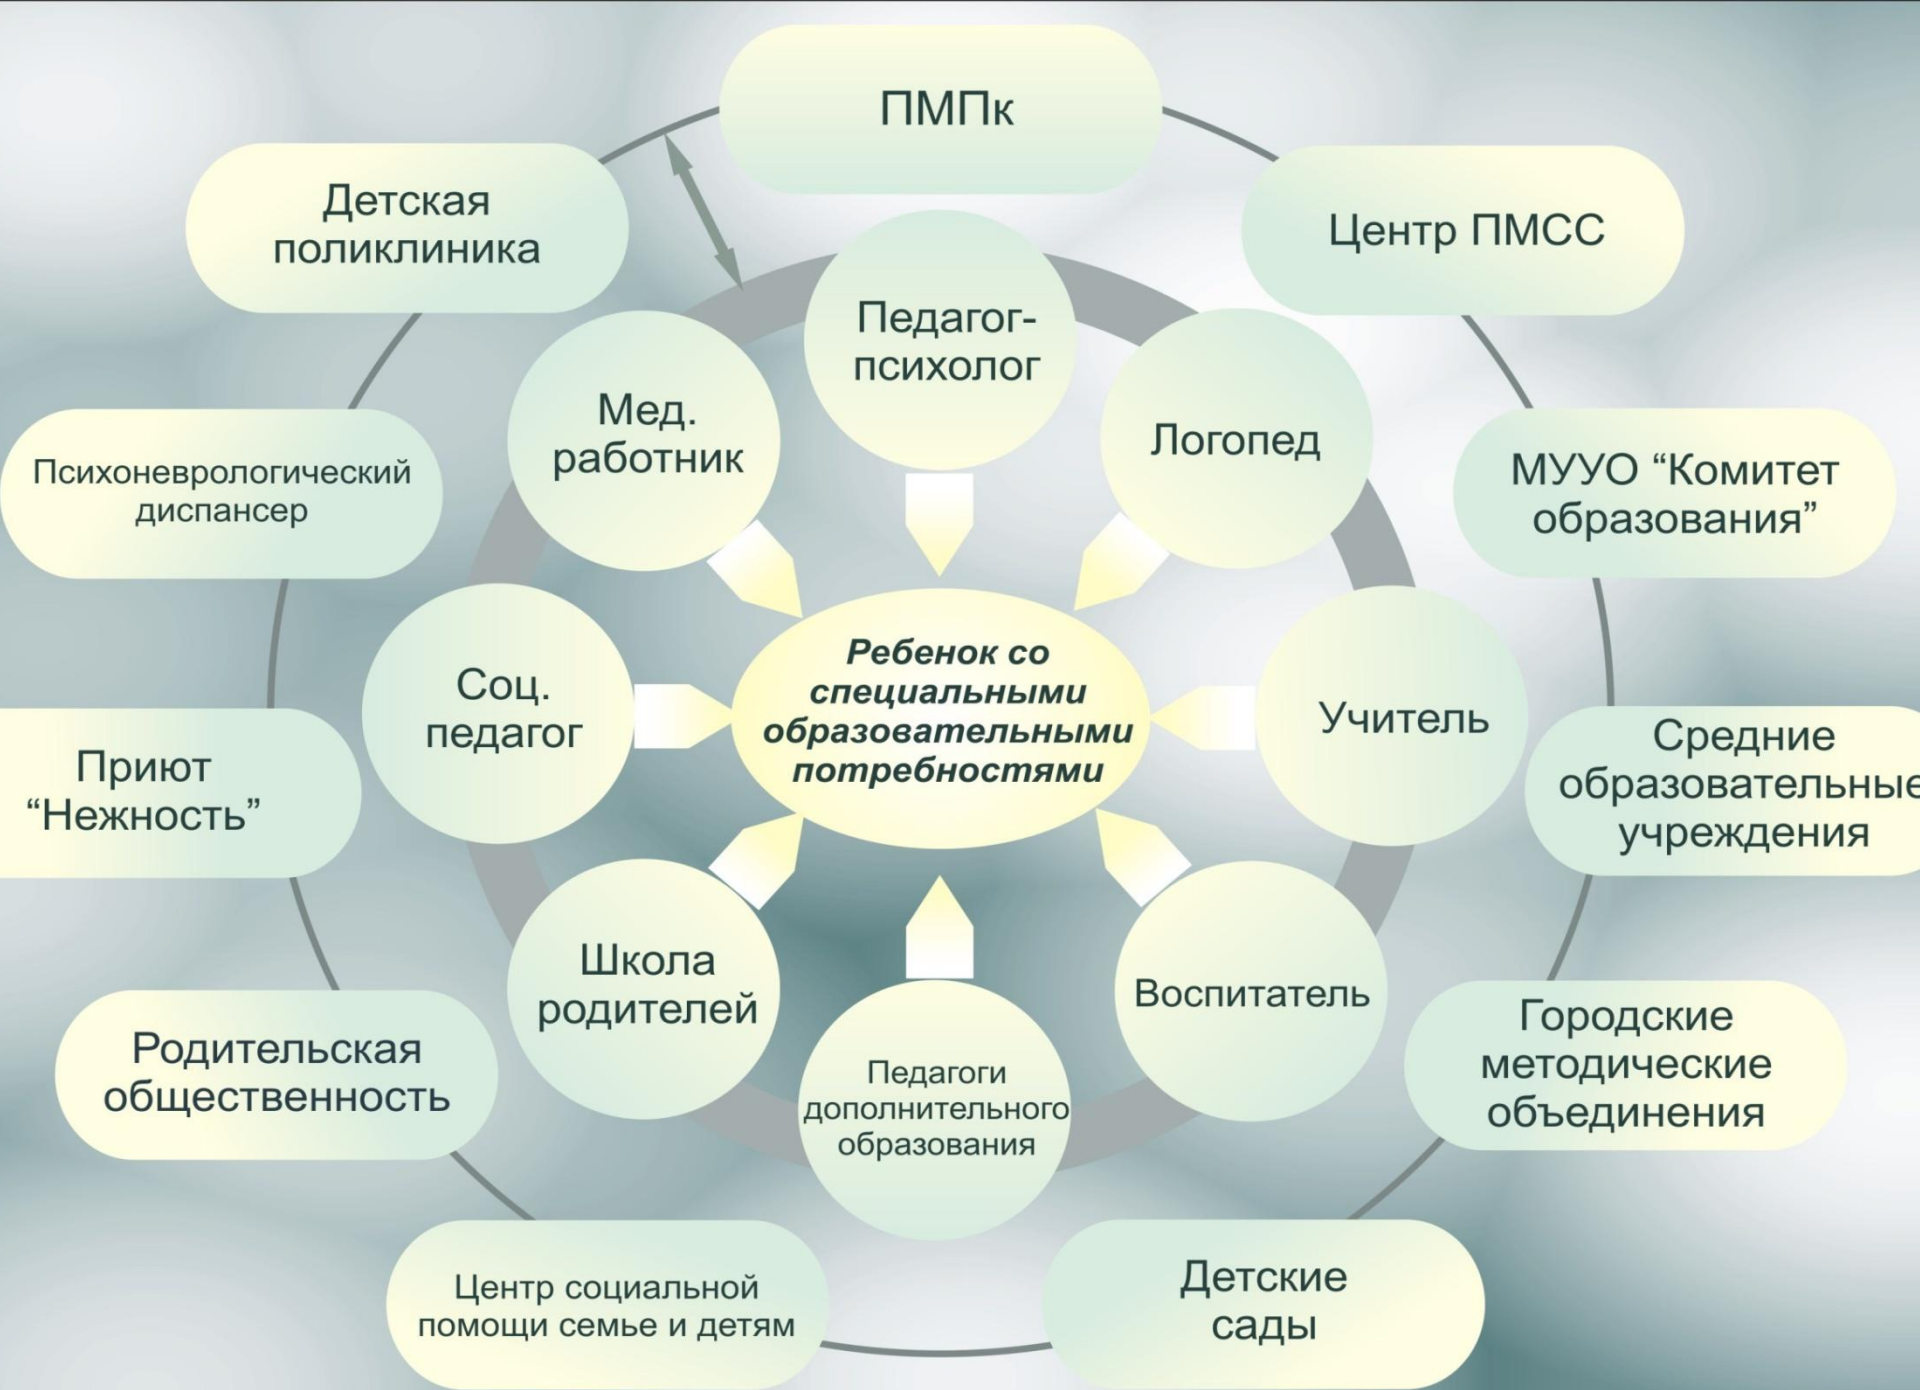 ПМПк
Детская
поликлиника
Центр ПМСС
Педагог-
психолог
Мед.
работник
Логопед
Психоневрологический
диспансер
МУУО “Комитет
образования”
Ребенок со
специальными
образовательными
потребностями
Соц.
педагог
Учитель
Приют
“Нежность”
Средние
образовательные
учреждения
Школа
родителей
Воспитатель
Родительская
общественность
Городские
методические
объединения
Педагоги
дополнительного
образования
Центр социальной
помощи семье и детям
Детские
сады